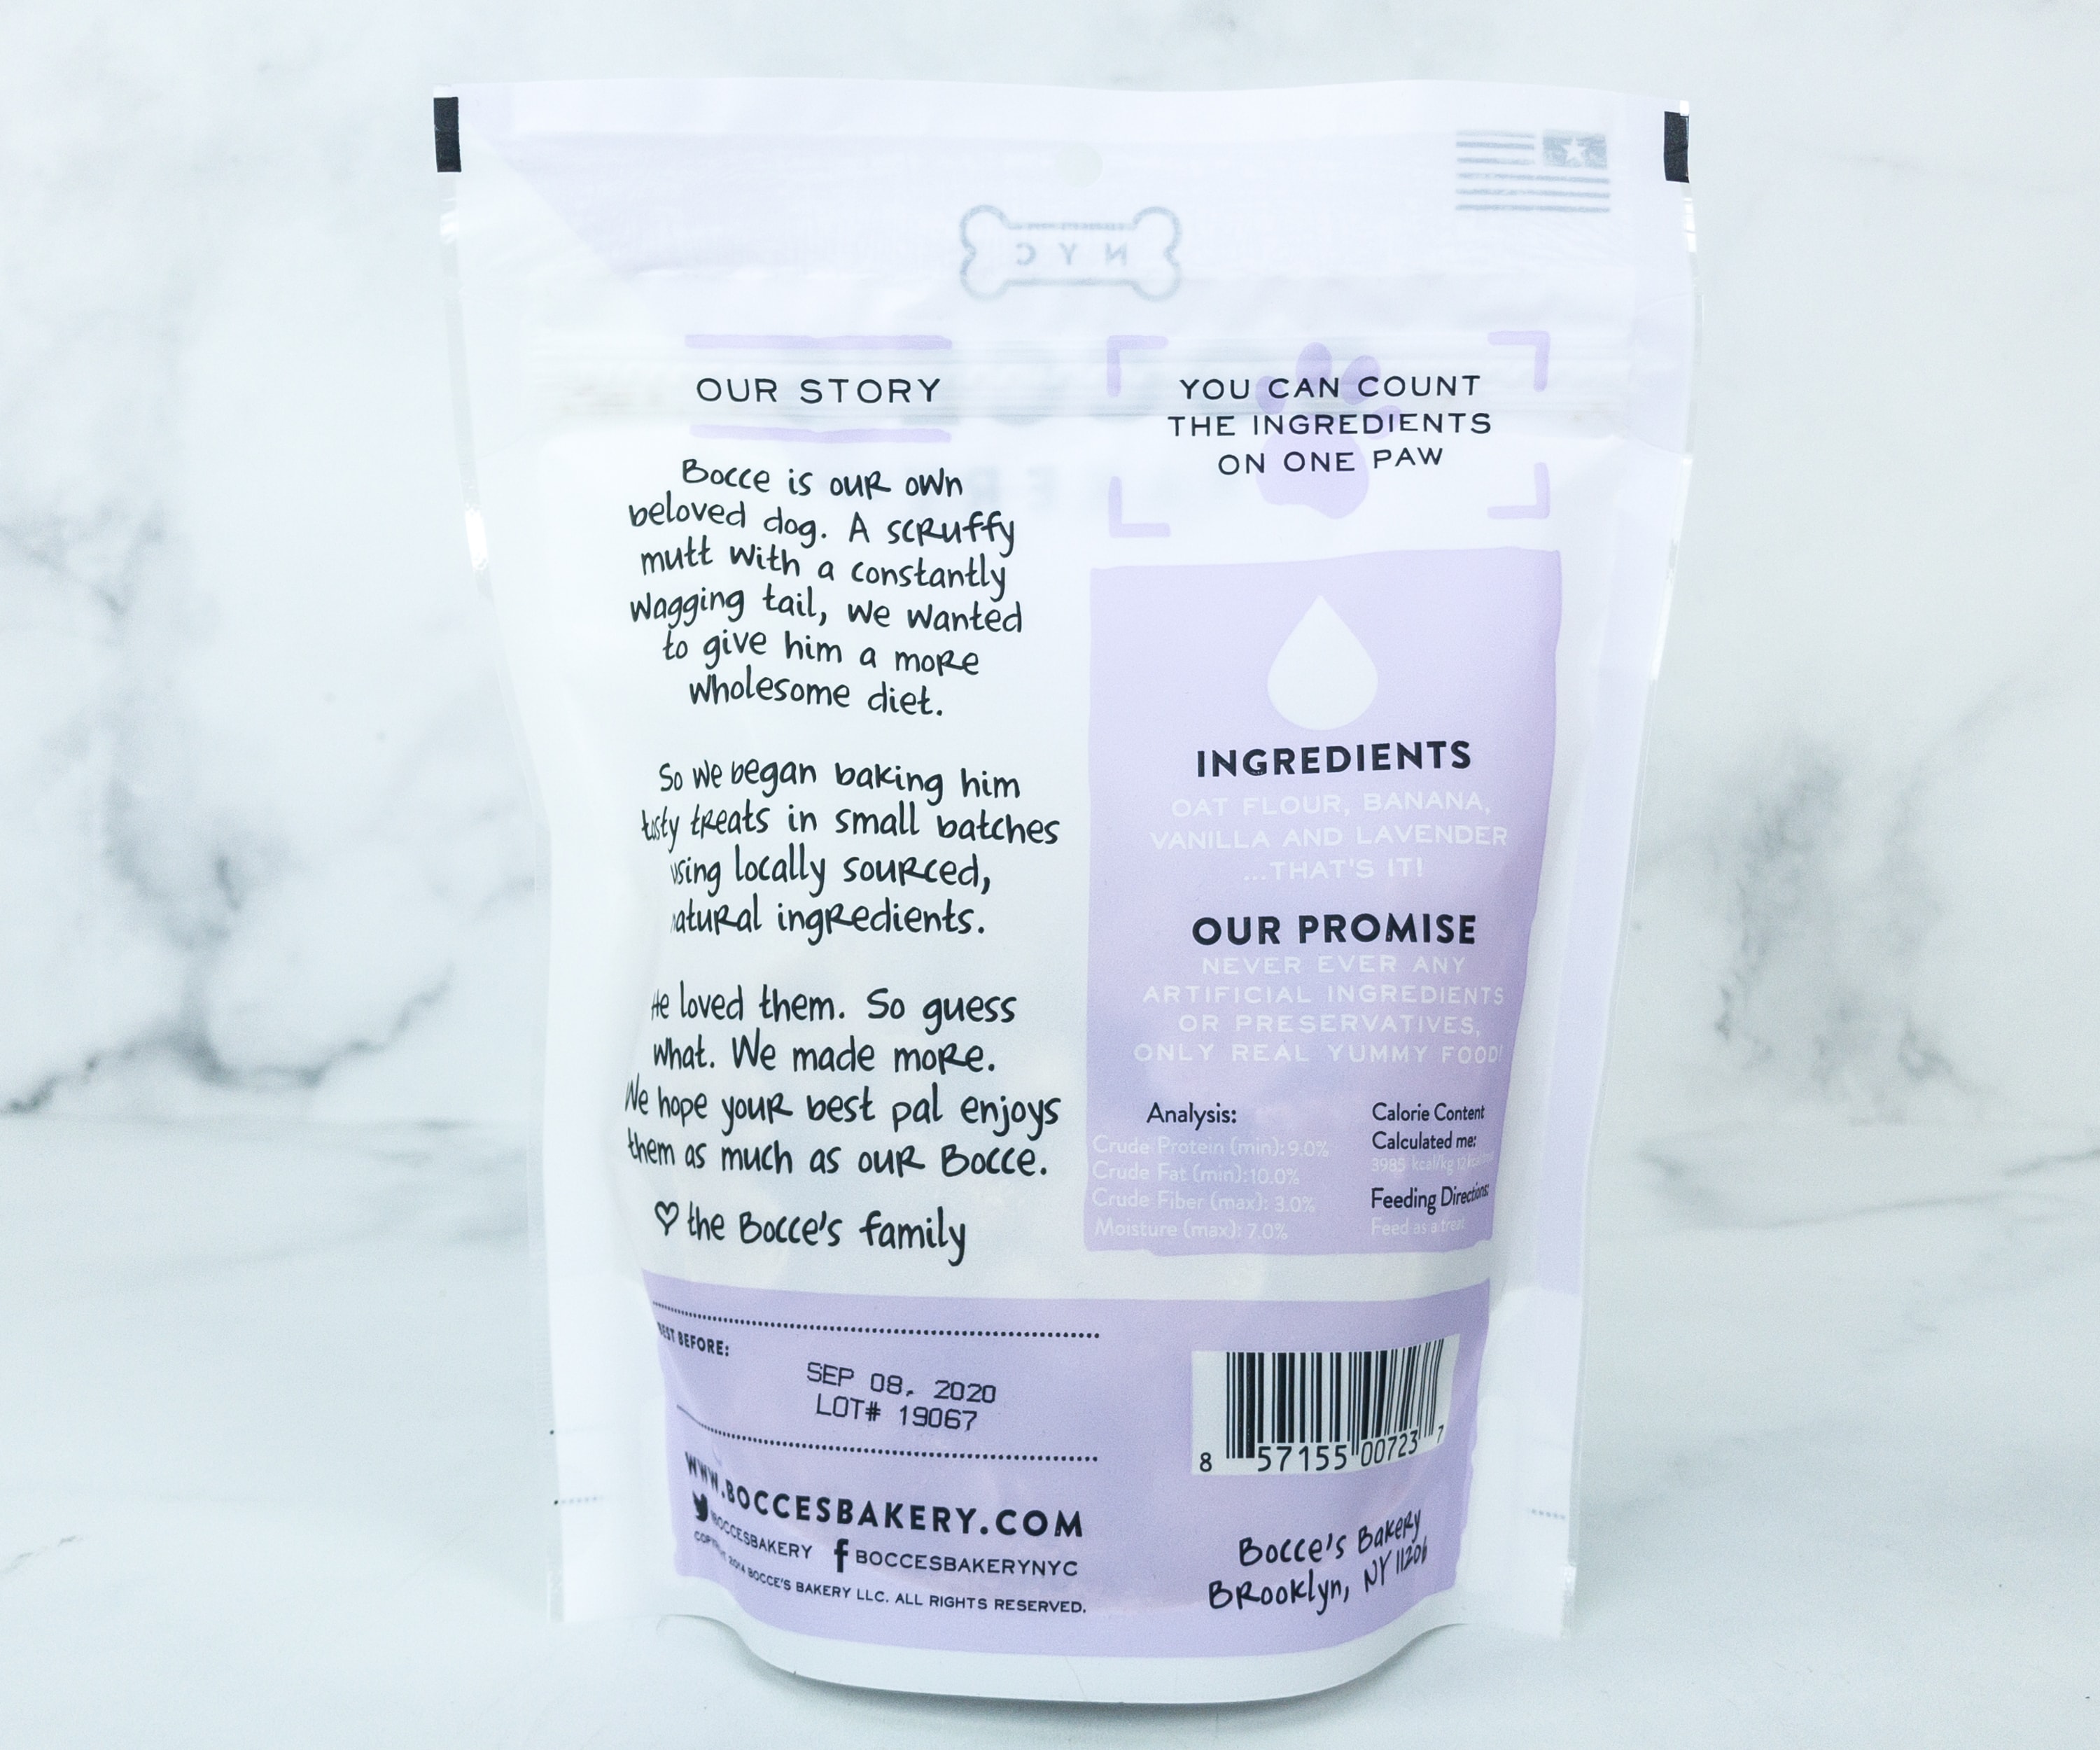 NYC
OUR STORY
Bocce is our own
beloved dog. A scruffy
mutt with a constantly
wagging tail, we wanted
to give him a more
wholesome diet.
So we began baking him
tasty treats in small batches
using locally sourced,
natural ingredients.
He loved them. So guess
what. We made more.
We hope your best pal enjoys
them as much as our Bocce.
the Bocce's family
YOU CAN COUNT
THE INGREDIENTS
ON ONE PAW
INGREDIENTS
OAT FLOUR, BANANA,
VANILLA AND LAVENDER
...THAT'S IT!
OUR PROMISE
NEVER EVER ANY
ARTIFICIAL INGREDIENTS
OR PRESERVATIVES,
ONLY REAL YUMMY FOOD!
Analysis:
Crude Protein (min): 9.0%
Crude Fat (min): 10.0%
Crude Fiber (max): 3.0%
Moisture (max): 7.0%
Calorie Content
Calculated me:
3985 kcal/kg 12
Feeding Directions:
Feed as a treat
BEST BEFORE:
SEP 08, 2020
LOT# 19067
WWW.BOCCESBAKERY.COM
BOCCESBAKERY f BOCCESBAKERYNYC
COPYRIGHT 2014 BOCCE'S BAKERY LLC. ALL RIGHTS RESERVED.
8 57155 00723 7
Bocce's Bakery
Brooklyn, NY 11206